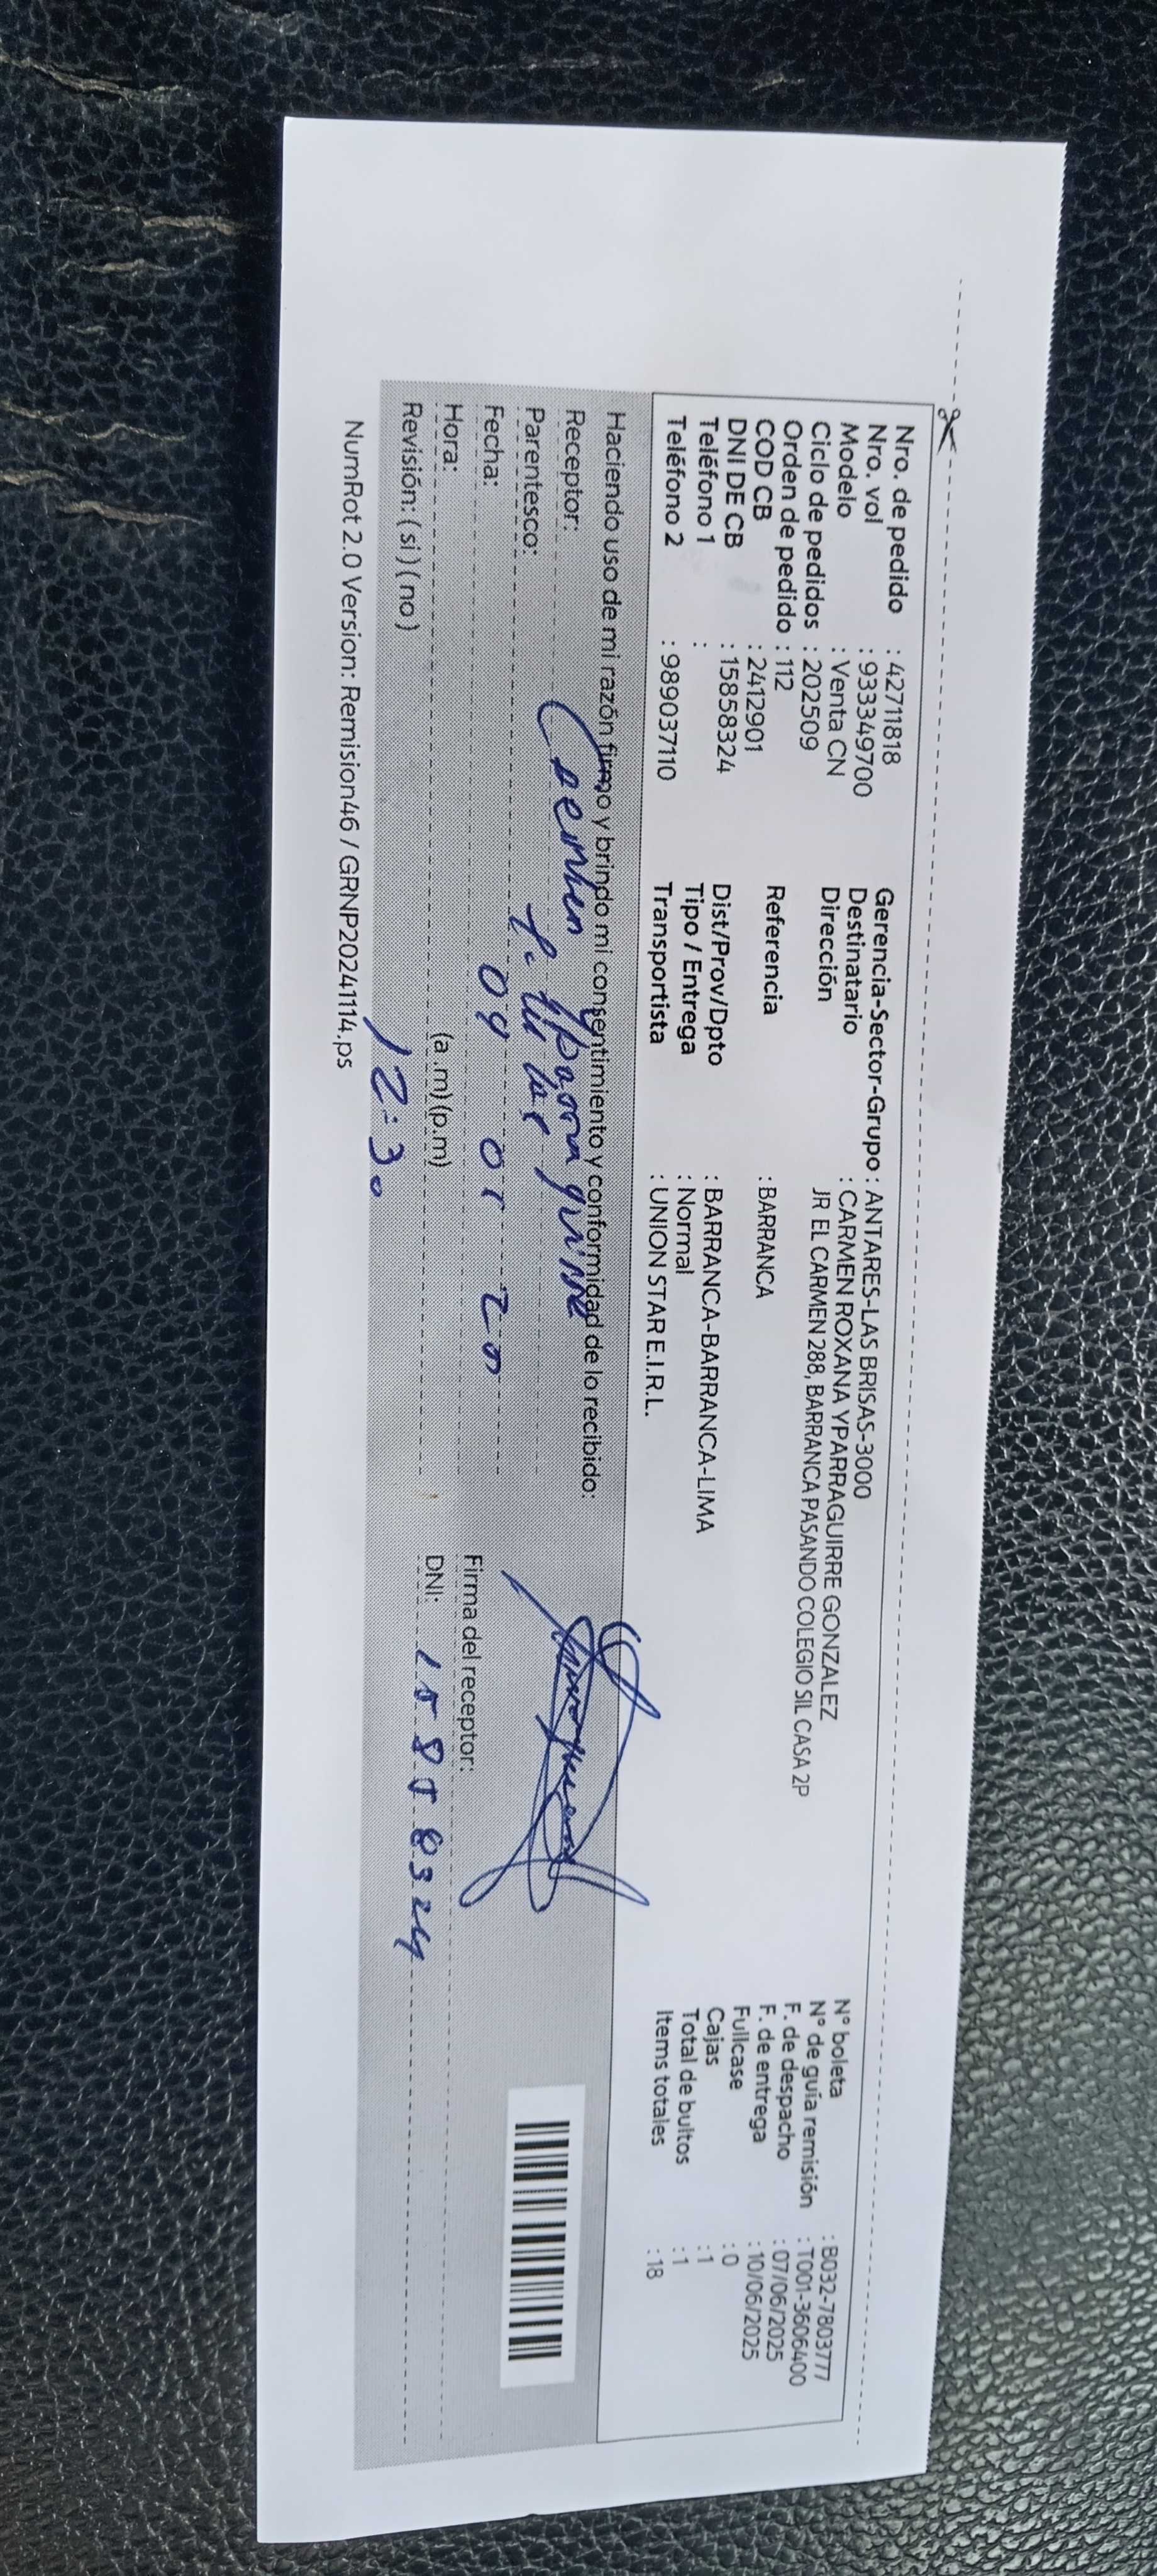 Nro. de pedido : 42711818
Nro. vol : 933349700
Modelo : Venta CN
Ciclo de pedidos : 202509
Orden de pedido : 112
COD CB : 2412901
DNI DE CB : 15858324
Teléfono 1 :
Teléfono 2 : 989037110
Gerencia-Sector-Grupo : ANTARES-LAS BRISAS-3000
Destinatario : CARMEN ROXANA YPARRAGUIRRE GONZALEZ
Dirección JR EL CARMEN 288, BARRANCA PASANDO COLEGIO SIL CASA 2P
Referencia : BARRANCA
Dist/Prov/Dpto : BARRANCA-BARRANCA-LIMA
Tipo / Entrega : Normal
Transportista : UNION STAR E.I.R.L.
N° boleta : B032-7803777
N° de guía remisión : T001-3606400
F. de despacho : 07/06/2025
F. de entrega : 10/06/2025
Fullcase : 0
Cajas : 1
Total de bultos : 1
Items totales : 18
Haciendo uso de mi razón firmo y brindo mi consentimiento y conformidad de lo recibido:
Receptor:
Parentesco:
Fecha:
Hora: (a .m) (p.m)
Revisión: ( si ) ( no ) 12:30
Firma del receptor:
DNI: 15858324
NumRot 2.0 Version: Remision46 / GRNP20241114.ps